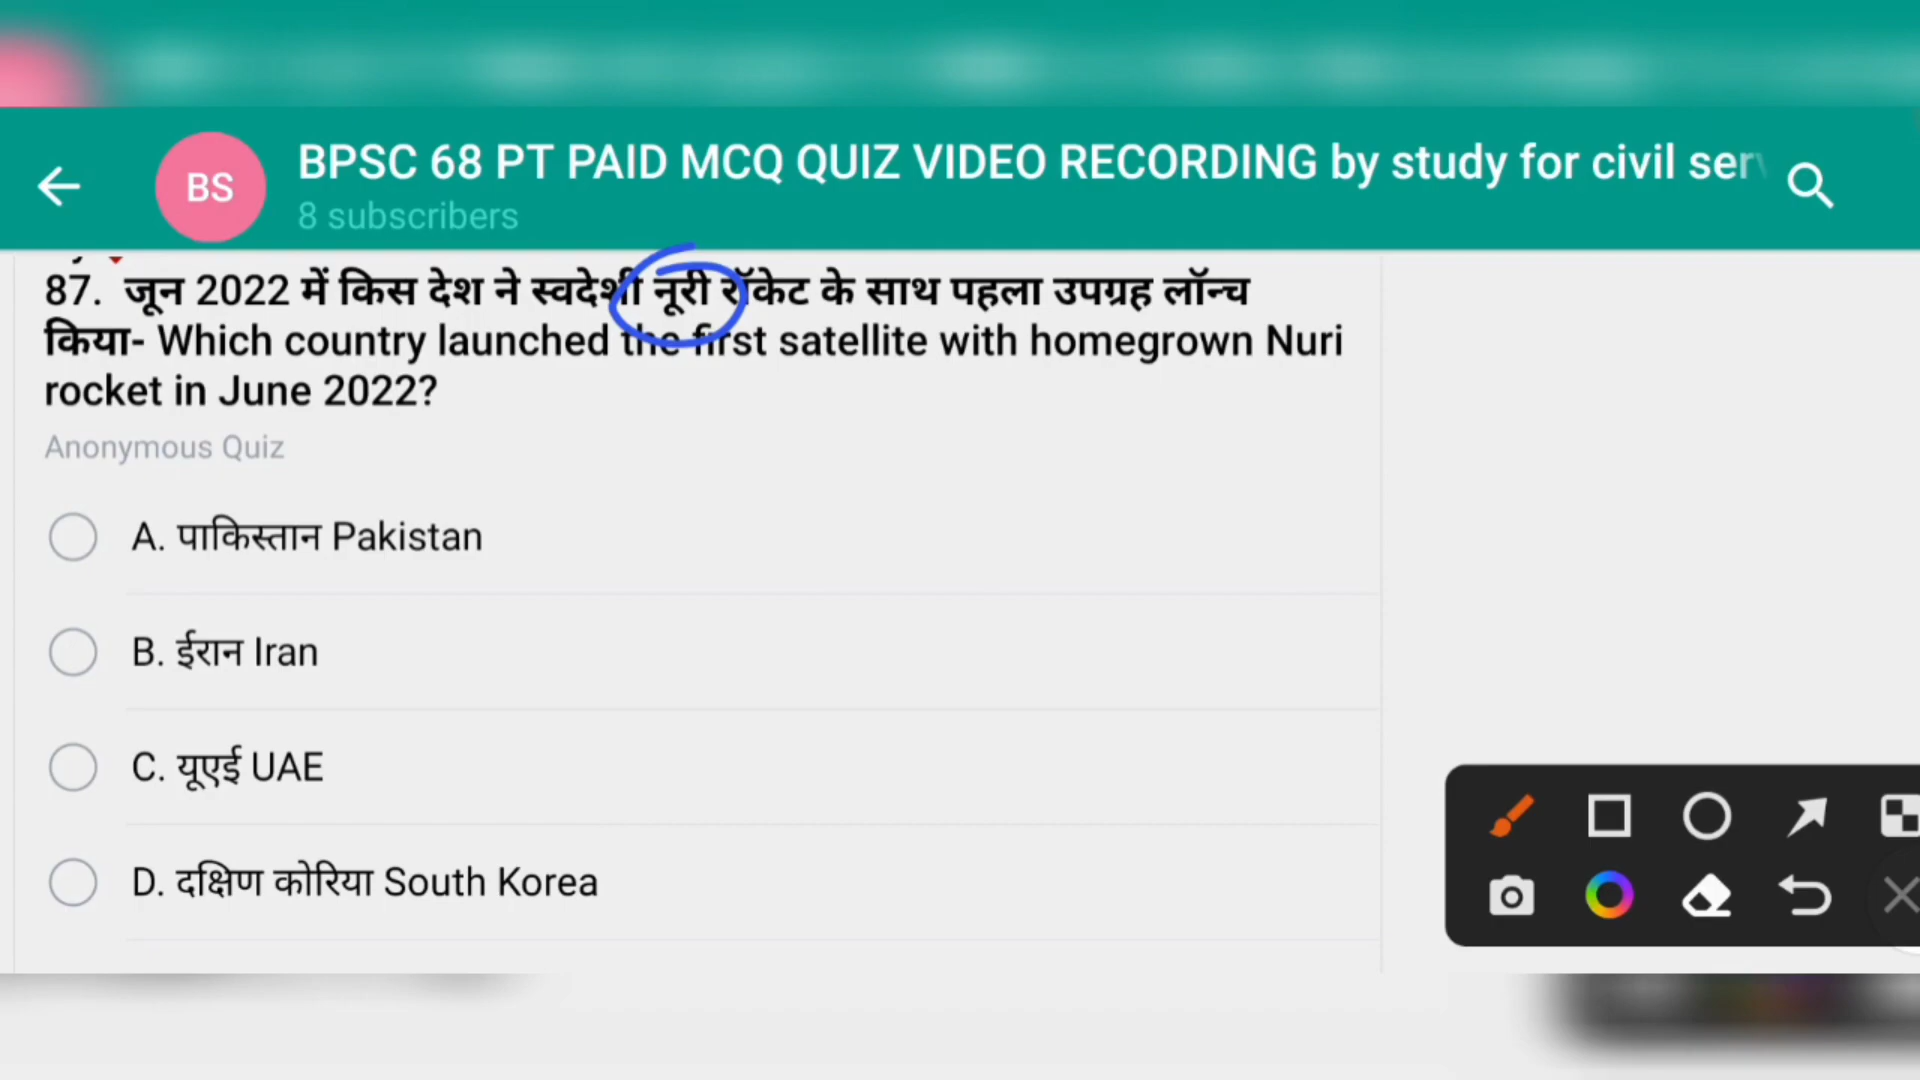 BS
BPSC 68 PT PAID MCQ QUIZ VIDEO RECORDING by study for civil ser
8 subscribers
87. जून 2022 में किस देश ने स्वदेशी नूरी रॉकेट के साथ पहला उपग्रह लॉन्च
किया- Which country launched the first satellite with homegrown Nuri
rocket in June 2022?
Anonymous Quiz
A. पाकिस्तान Pakistan
B. ईरान Iran
C. यूएई UAE
D. दक्षिण कोरिया South Korea